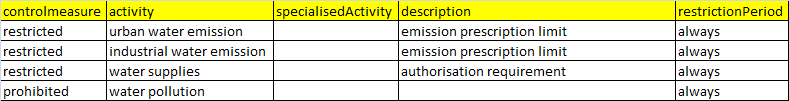 controlmeasure activity specialisedActivity description restrictionPeriod
restricted urban water emission emission prescription limit always
restricted industrial water emission emission prescription limit always
restricted water supplies authorisation requirement always
prohibited water pollution always